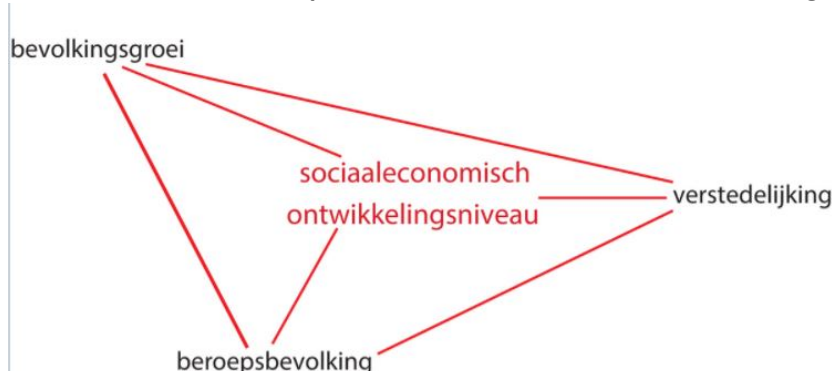 bevolkingsgroei
sociaaleconomisch
ontwikkelingsniveau
verstedelijking
beroepsbevolking